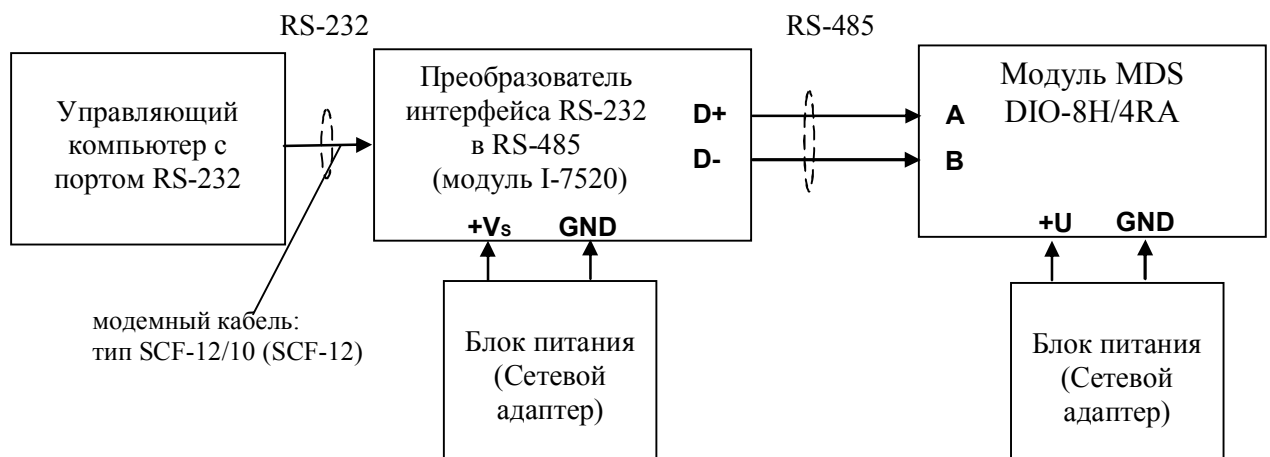 RS-232
RS-485
Управляющий
компьютер с
портом RS-232
Преобразователь
интерфейса RS-232
в RS-485
(модуль I-7520)
D+
D-
+Vs
GND
Модуль MDS
DIO-8H/4RA
A
B
+U
GND
модемный кабель:
тип SCF-12/10 (SCF-12)
Блок питания
(Сетевой
адаптер)
Блок питания
(Сетевой
адаптер)